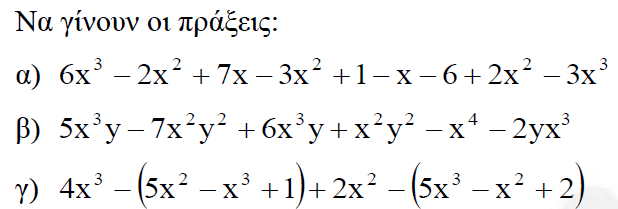 Να γίνουν οι πράξεις:
α) 6x³ − 2x² + 7x − 3x² + 1 − x − 6 + 2x² − 3x³
β) 5x³y − 7x²y² + 6x³y + x²y² − x⁴ − 2yx³
γ) 4x³ − (5x² − x³ + 1) + 2x² − (5x³ − x² + 2)